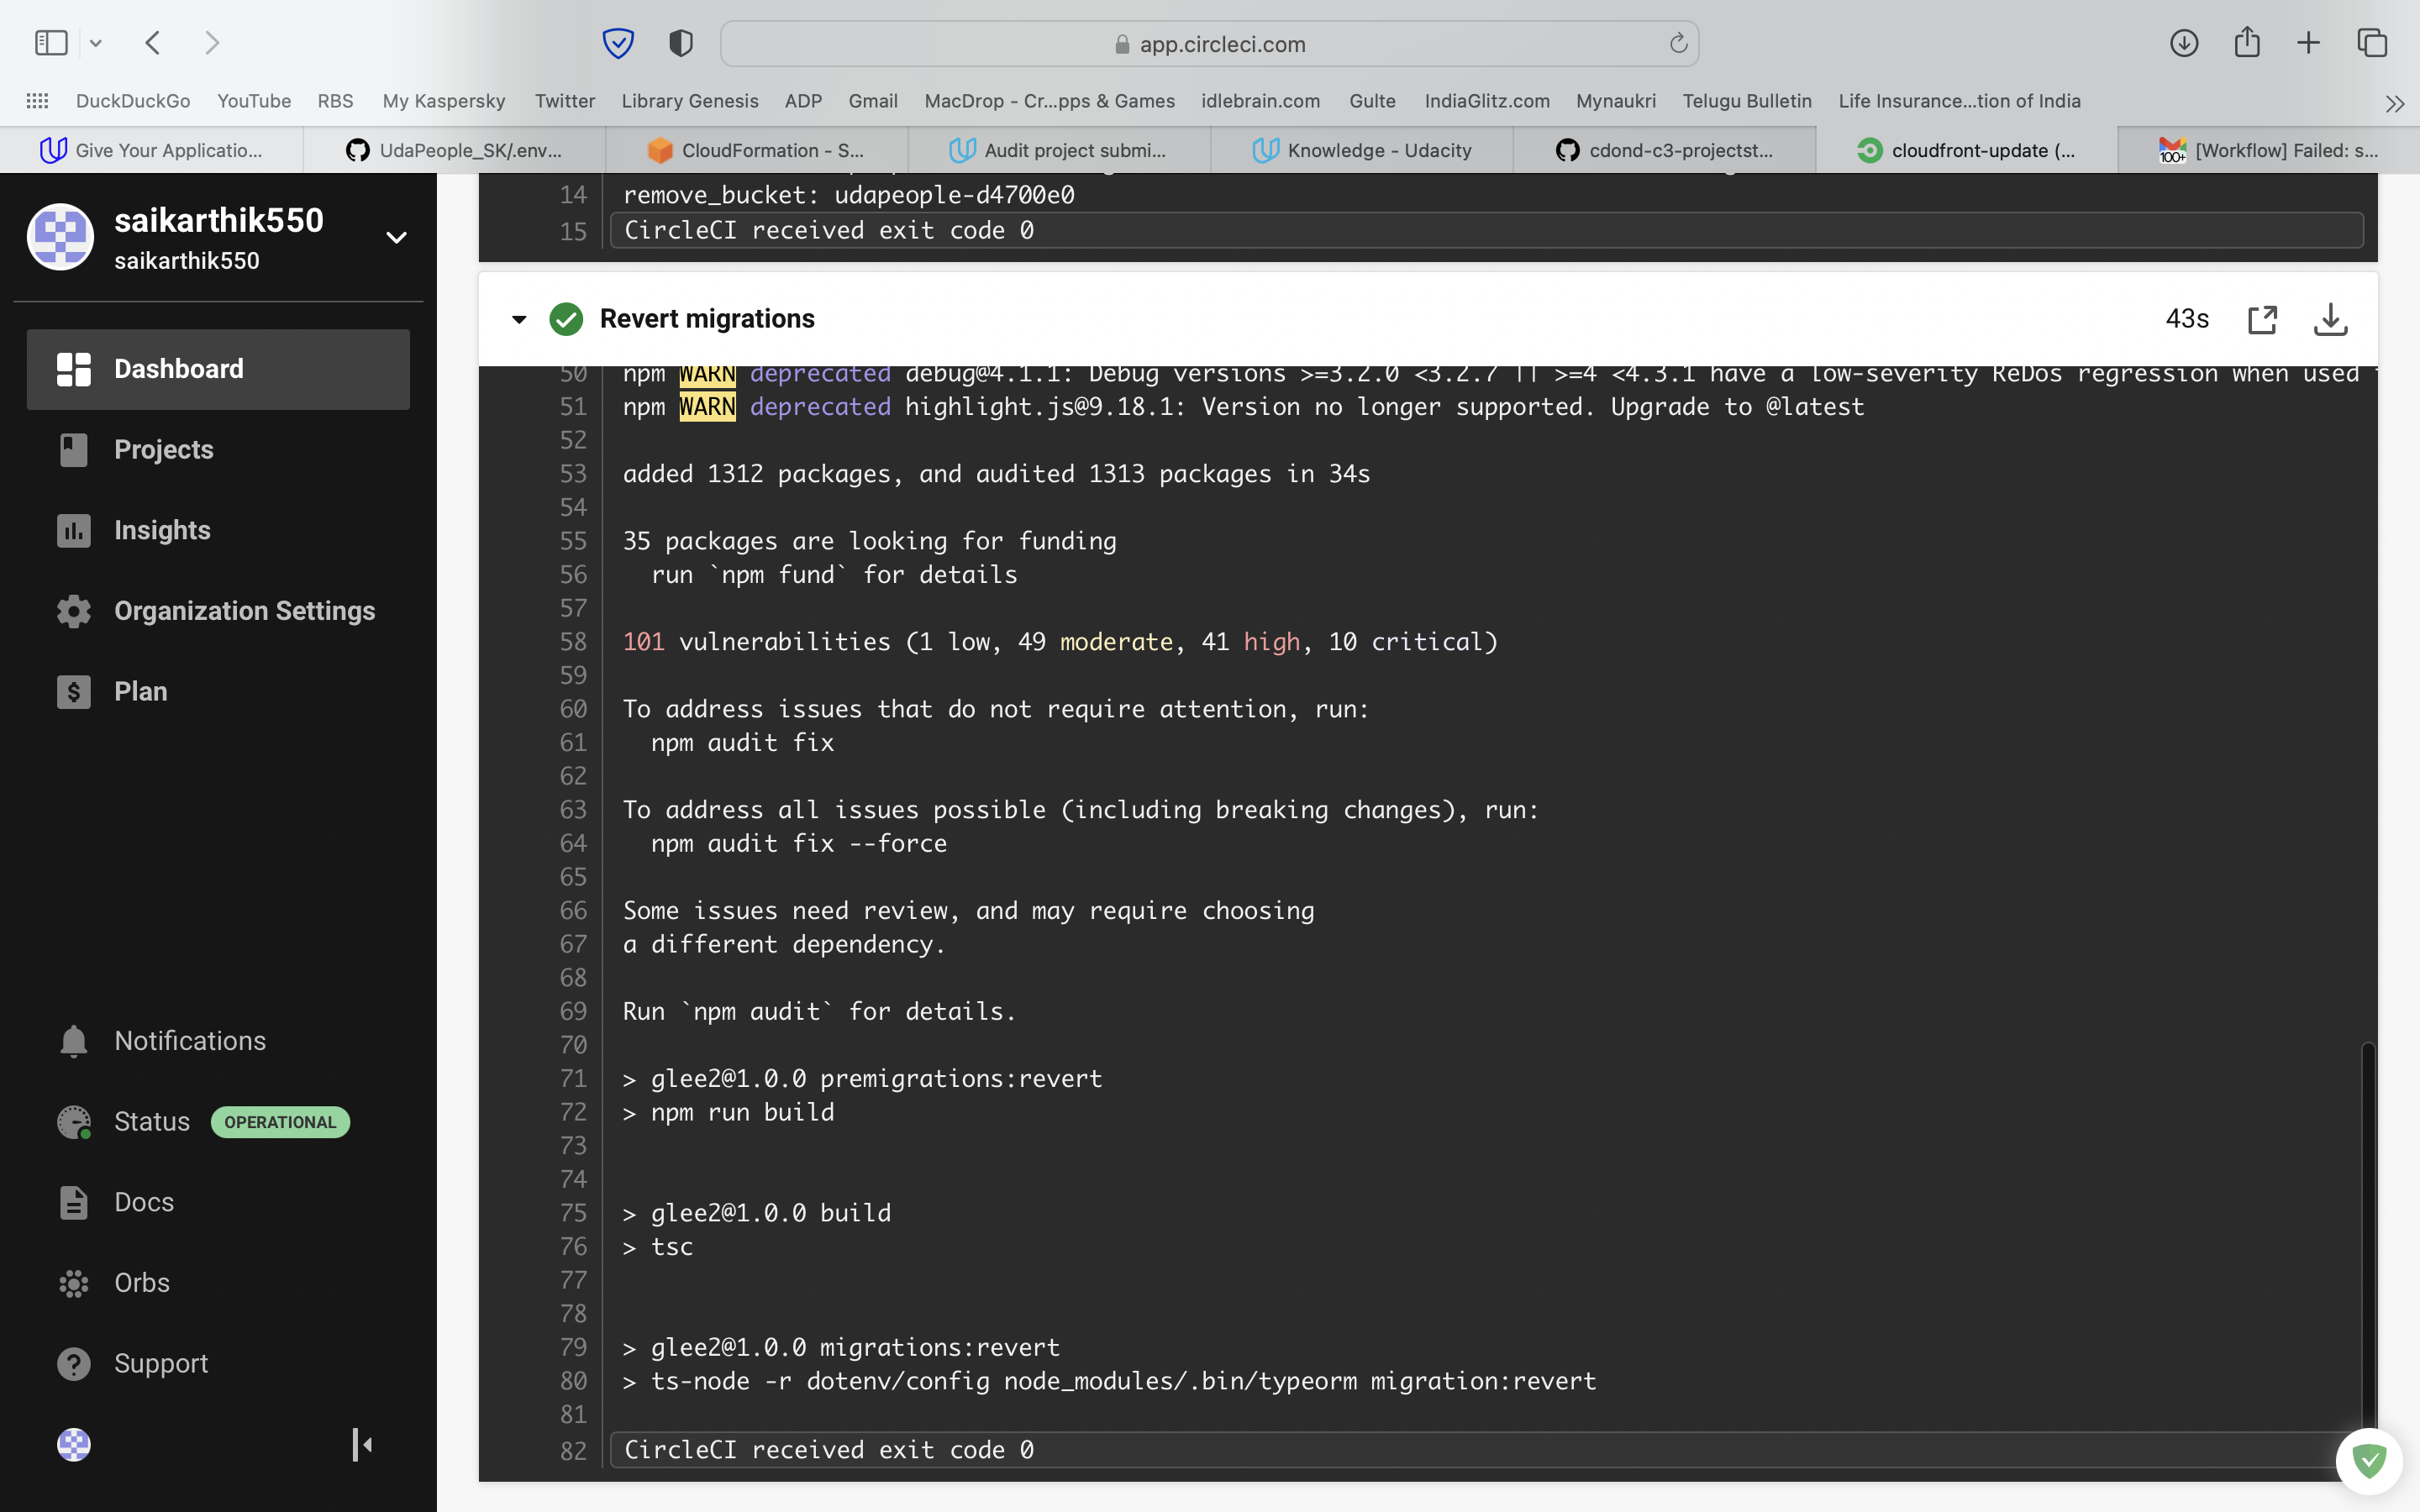 app.circleci.com
DuckDuckGo YouTube RBS My Kaspersky Twitter Library Genesis ADP Gmail MacDrop - Cr...pps & Games idlebrain.com Gulte IndiaGlitz.com Mynaukri Telugu Bulletin Life Insurance...tion of India
Give Your Applicatio... UdaPeople_SK/.env... CloudFormation - S... Audit project submi... Knowledge - Udacity cdond-c3-projectst... cloudfront-update (... 100+ [Workflow] Failed: s...
saikarthik550
saikarthik550
Dashboard
Projects
Insights
Organization Settings
Plan
Notifications
Status OPERATIONAL
Docs
Orbs
Support
14 remove_bucket: udapeople-d4700e0
15 CircleCI received exit code 0
Revert migrations 43s
50 npm WARN deprecated debug@4.1.1: Debug versions >=3.2.0 <3.2.7 || >=4 <4.3.1 have a low-severity ReDos regression when used
51 npm WARN deprecated highlight.js@9.18.1: Version no longer supported. Upgrade to @latest
52
53 added 1312 packages, and audited 1313 packages in 34s
54
55 35 packages are looking for funding
56 run `npm fund` for details
57
58 101 vulnerabilities (1 low, 49 moderate, 41 high, 10 critical)
59
60 To address issues that do not require attention, run:
61 npm audit fix
62
63 To address all issues possible (including breaking changes), run:
64 npm audit fix --force
65
66 Some issues need review, and may require choosing
67 a different dependency.
68
69 Run `npm audit` for details.
70
71 > glee2@1.0.0 premigrations:revert
72 > npm run build
73
74
75 > glee2@1.0.0 build
76 > tsc
77
78
79 > glee2@1.0.0 migrations:revert
80 > ts-node -r dotenv/config node_modules/.bin/typeorm migration:revert
81
82 CircleCI received exit code 0